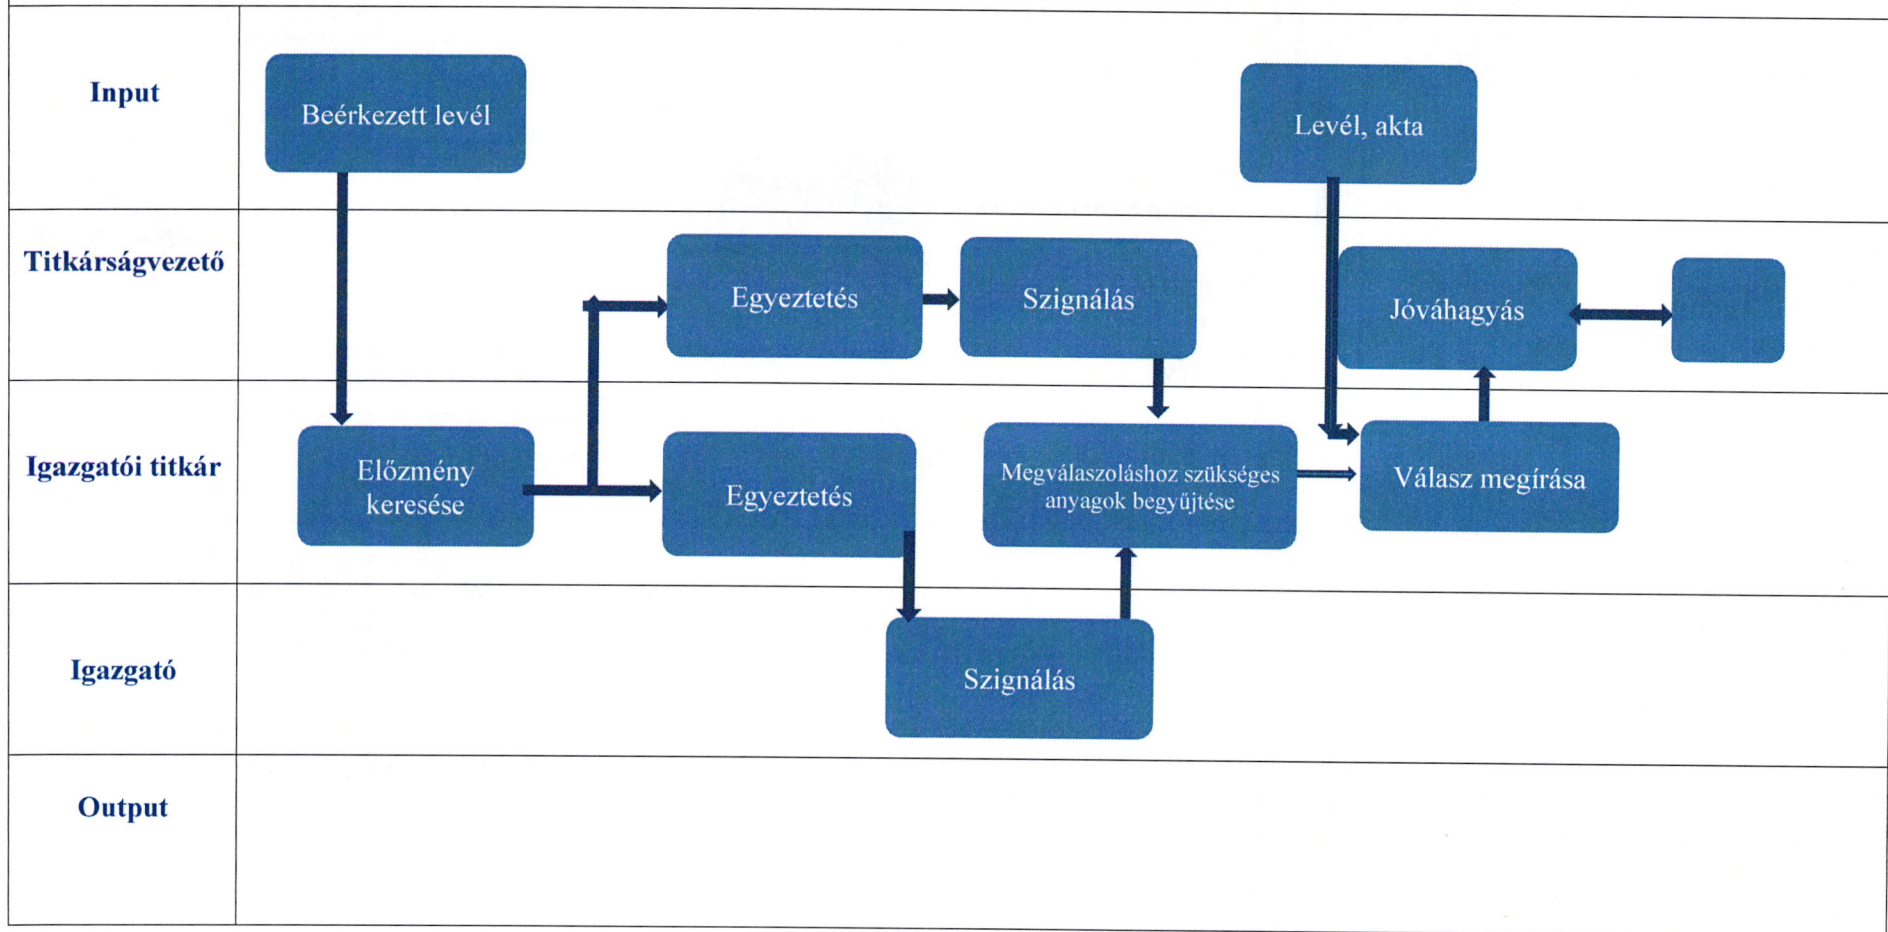 Input
Beérkezett levél
Levél, akta
Titkárságvezető
Egyeztetés
Szignálás
Jóváhagyás
Igazgatói titkár
Előzmény
keresése
Egyeztetés
Megválaszoláshoz szükséges
anyagok begyűjtése
Válasz megírása
Igazgató
Szignálás
Output